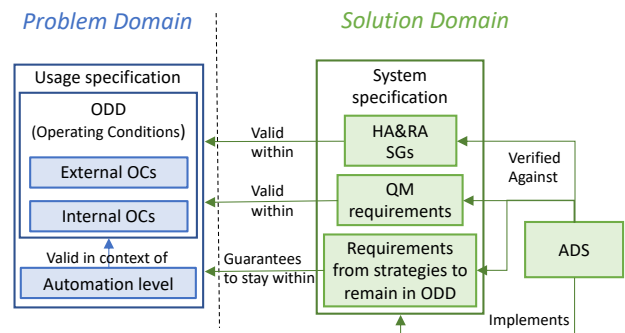 Problem Domain
Solution Domain
Usage specification
ODD
(Operating Conditions)
External OCs
Internal OCs
Valid in context of
Automation level
Valid
within
Valid
within
Guarantees
to stay within
System
specification
HA&RA
SGs
QM
requirements
Requirements
from strategies to
remain in ODD
Verified
Against
ADS
Implements